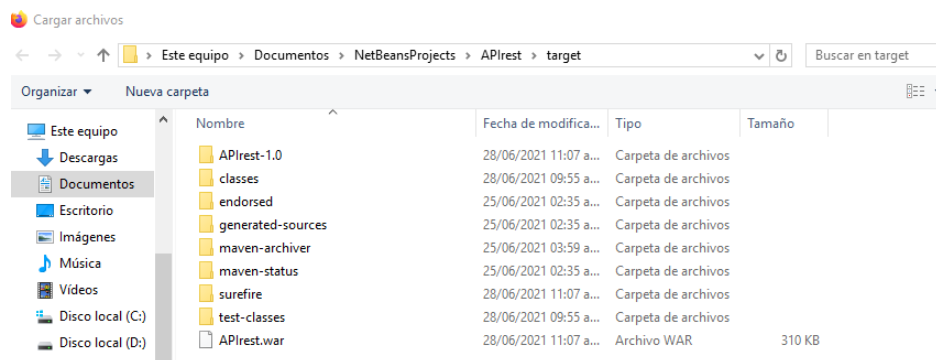 Cargar archivos
Este equipo > Documentos > NetBeansProjects > APIrest > target
Buscar en target
Organizar Nueva carpeta
Este equipo
Descargas
Documentos
Escritorio
Imágenes
Música
Vídeos
Disco local (C:)
Disco local (D:)
Nombre Fecha de modifica... Tipo Tamaño
APIrest-1.0 28/06/2021 11:07 a... Carpeta de archivos
classes 28/06/2021 09:55 a... Carpeta de archivos
endorsed 25/06/2021 02:35 a... Carpeta de archivos
generated-sources 25/06/2021 02:35 a... Carpeta de archivos
maven-archiver 25/06/2021 03:59 a... Carpeta de archivos
maven-status 25/06/2021 02:35 a... Carpeta de archivos
surefire 28/06/2021 11:07 a... Carpeta de archivos
test-classes 28/06/2021 09:55 a... Carpeta de archivos
APIrest.war 28/06/2021 11:07 a... Archivo WAR 310 KB